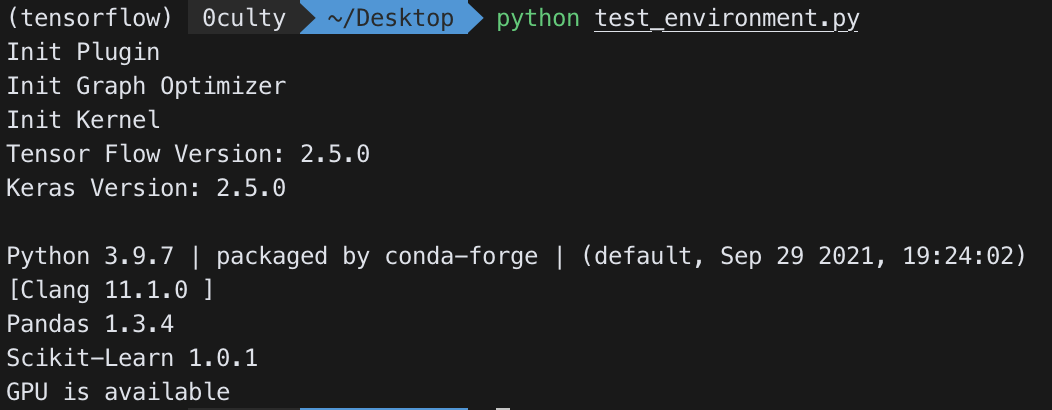 (tensorflow) 0culty ~/Desktop python test_environment.py
Init Plugin
Init Graph Optimizer
Init Kernel
Tensor Flow Version: 2.5.0
Keras Version: 2.5.0
Python 3.9.7 | packaged by conda-forge | (default, Sep 29 2021, 19:24:02)
[Clang 11.1.0 ]
Pandas 1.3.4
Scikit-Learn 1.0.1
GPU is available